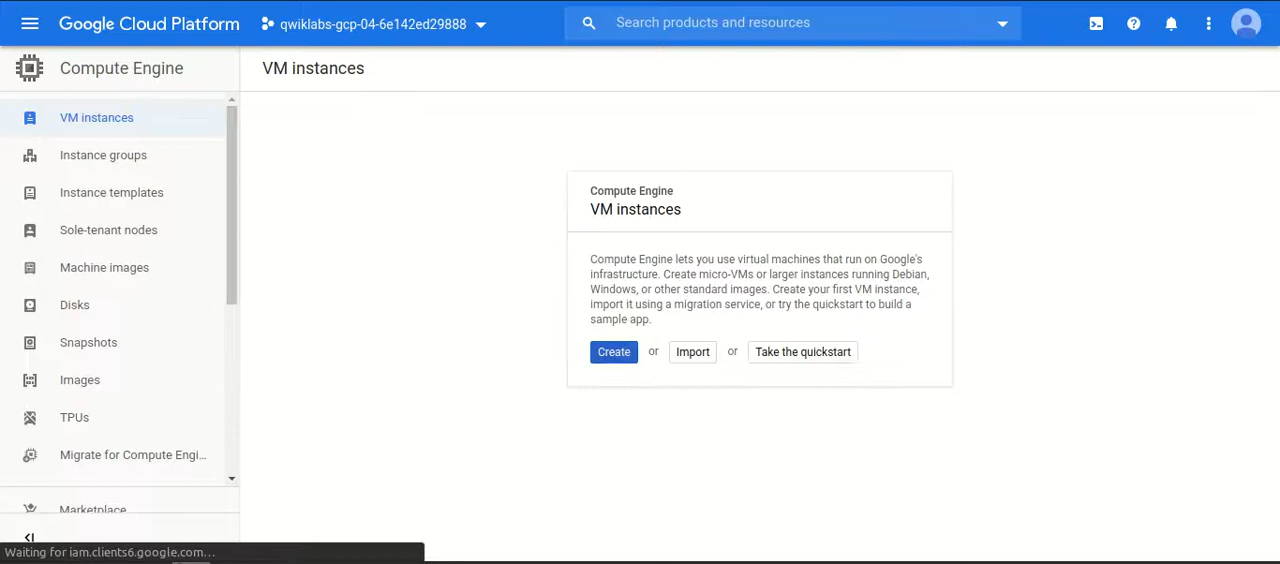 Google Cloud Platform
qwiklabs-gcp-04-6e142ed29888
Search products and resources
Compute Engine
VM instances
VM instances
Instance groups
Instance templates
Sole-tenant nodes
Machine images
Disks
Snapshots
Images
TPUs
Migrate for Compute Engi...
Marketplace
Compute Engine
VM instances
Compute Engine lets you use virtual machines that run on Google's
infrastructure. Create micro-VMs or larger instances running Debian,
Windows, or other standard images. Create your first VM instance,
import it using a migration service, or try the quickstart to build a
sample app.
Create or Import or Take the quickstart
Waiting for iam.clients6.google.com...